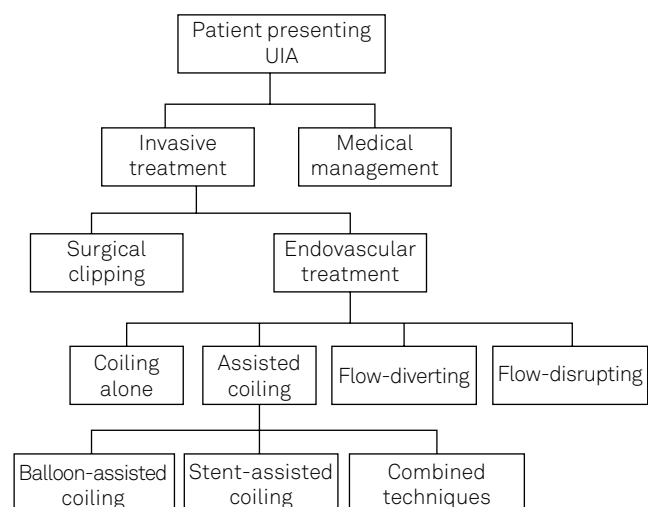 Patient presenting
UIA
Invasive
treatment
Medical
management
Surgical
clipping
Endovascular
treatment
Coiling
alone
Assisted
coiling
Flow-diverting
Flow-disrupting
Balloon-assisted
coiling
Stent-assisted
coiling
Combined
techniques